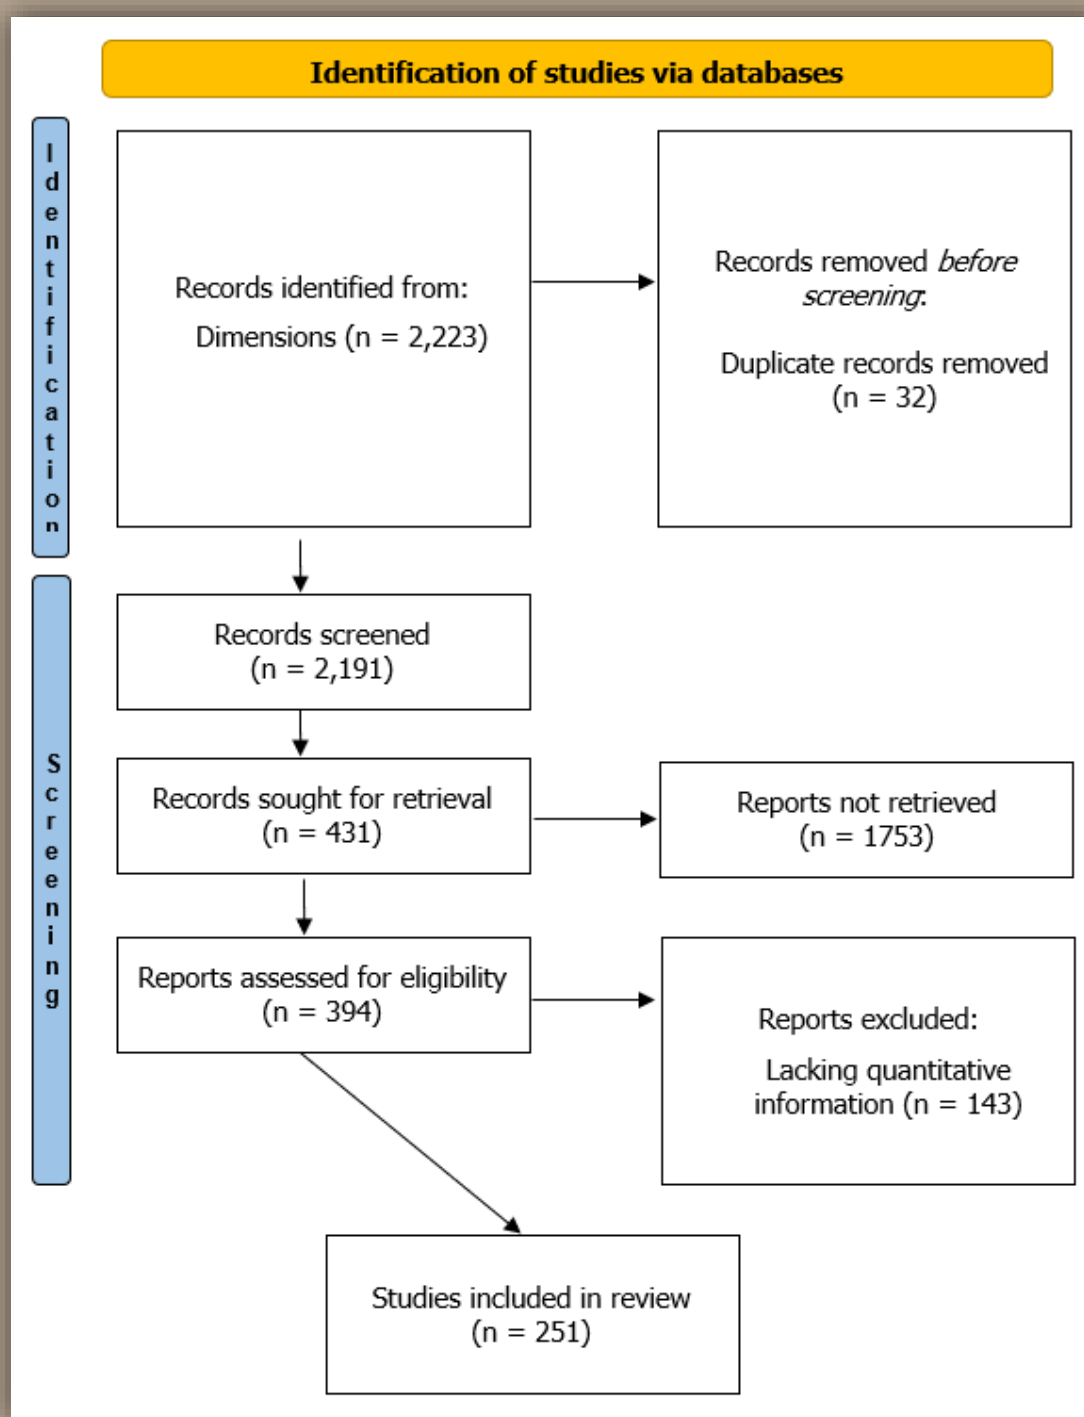 Identification of studies via databases
Identification
Records identified from:
Dimensions (n = 2,223)
Records removed before
screening:
Duplicate records removed
(n = 32)
Screening
Records screened
(n = 2,191)
Records sought for retrieval
(n = 431)
Reports not retrieved
(n = 1753)
Reports assessed for eligibility
(n = 394)
Reports excluded:
Lacking quantitative
information (n = 143)
Studies included in review
(n = 251)